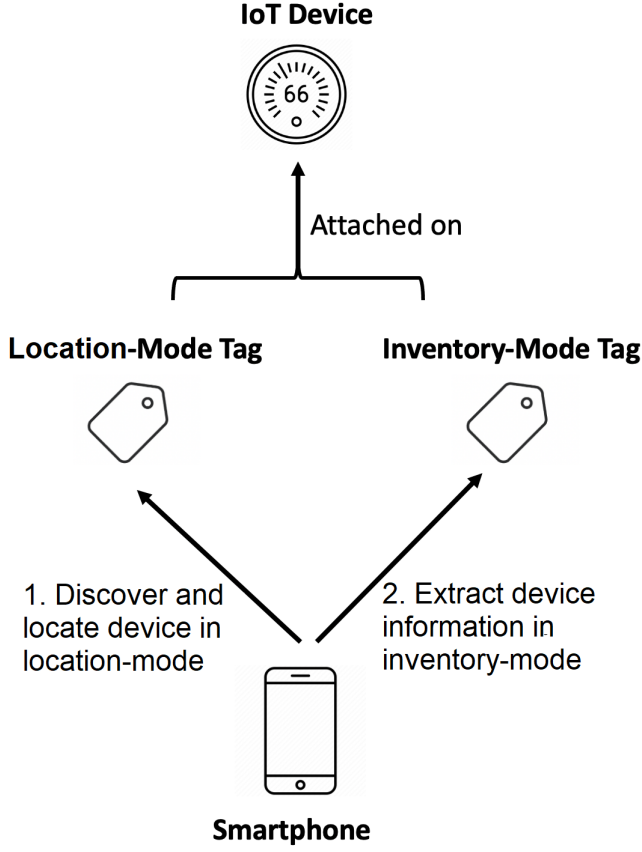 IoT Device
66
Attached on
Location-Mode Tag
Inventory-Mode Tag
1. Discover and
locate device in
location-mode
2. Extract device
information in
inventory-mode
Smartphone